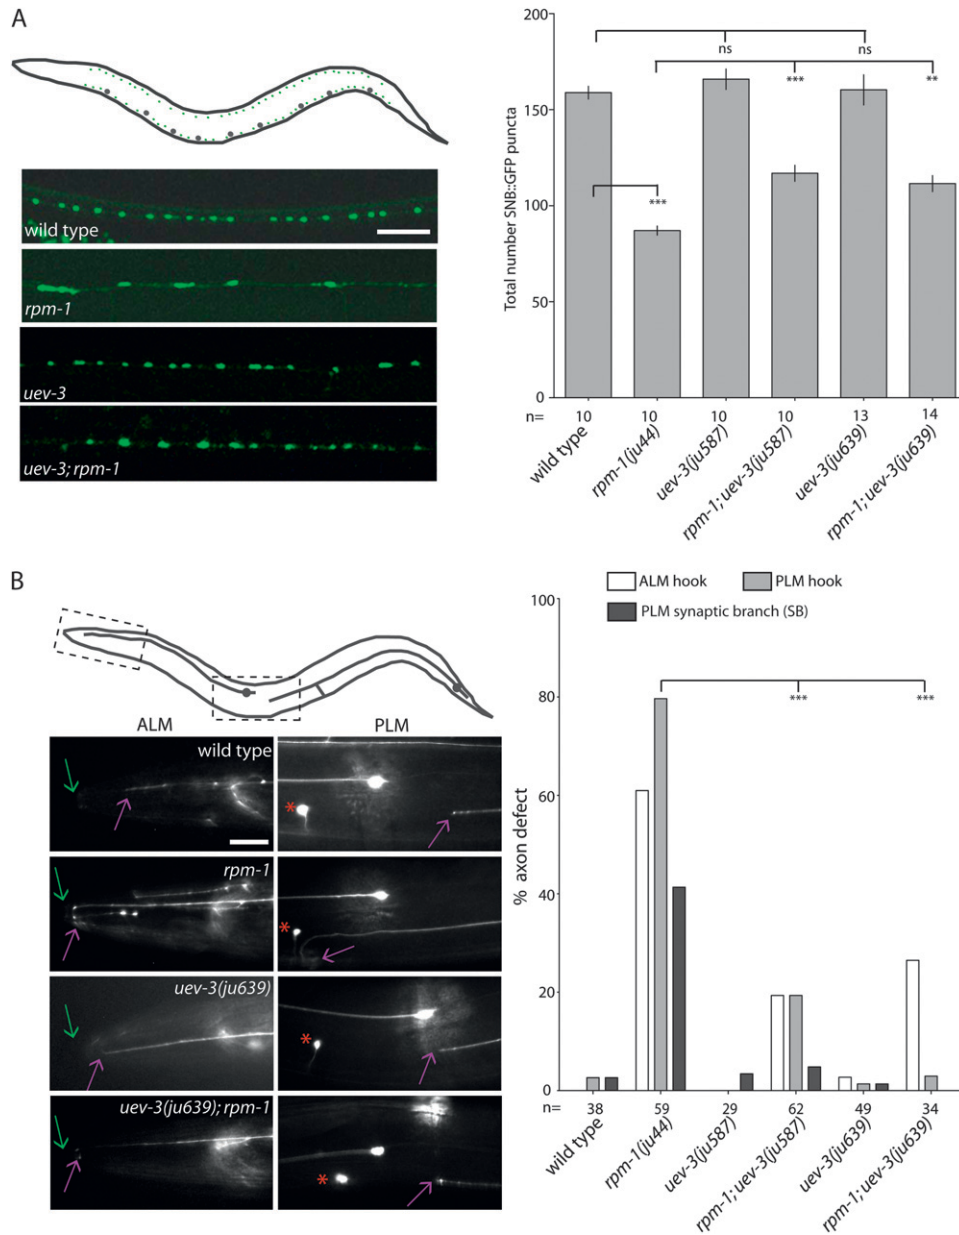 A
wild type
rpm-1
uev-3
uev-3; rpm-1
Total number SNB::GFP puncta
200
150
100
50
0
ns
ns
***
**
***
n=
10
10
10
10
13
14
wild type
rpm-1(ju44)
uev-3(ju587)
rpm-1; uev-3(ju587)
uev-3(ju639)
rpm-1; uev-3(ju639)
B
ALM
PLM
wild type
*
rpm-1
*
uev-3(ju639)
*
uev-3(ju639); rpm-1
*
ALM hook
PLM hook
PLM synaptic branch (SB)
% axon defect
100
80
60
40
20
0
***
***
n=
38
59
29
62
49
34
wild type
rpm-1(ju44)
uev-3(ju587)
rpm-1; uev-3(ju587)
uev-3(ju639)
rpm-1; uev-3(ju639)